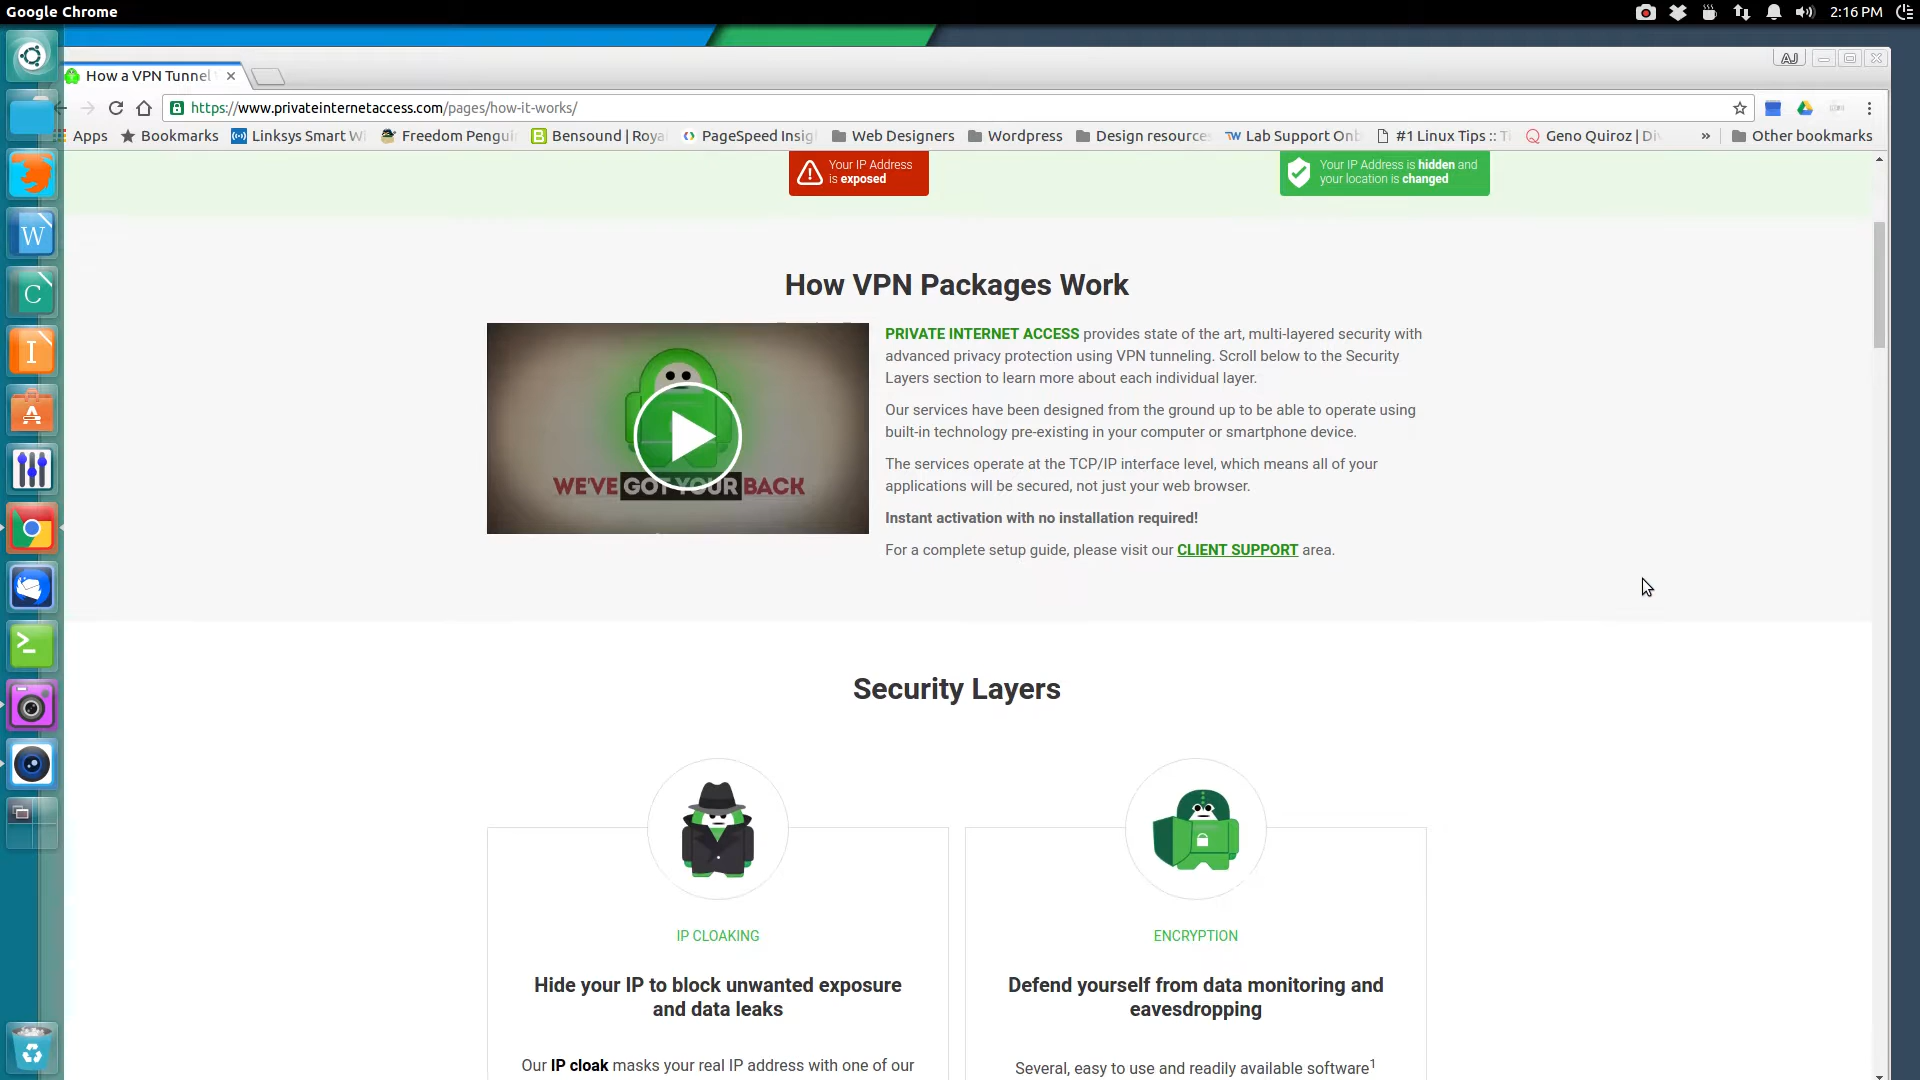 Google Chrome
2:16 PM
AJ
How a VPN Tunnel
https://www.privateinternetaccess.com/pages/how-it-works/
Apps Bookmarks Linksys Smart Wi Freedom Pengui Bensound | Roya PageSpeed Insig Web Designers Wordpress Design resources Lab Support Onb #1 Linux Tips :: Ti Geno Quiroz | Div » Other bookmarks
Your IP Address
is exposed
Your IP Address is hidden and
your location is changed
How VPN Packages Work
WE'VE GOT YOUR BACK
PRIVATE INTERNET ACCESS provides state of the art, multi-layered security with
advanced privacy protection using VPN tunneling. Scroll below to the Security
Layers section to learn more about each individual layer.
Our services have been designed from the ground up to be able to operate using
built-in technology pre-existing in your computer or smartphone device.
The services operate at the TCP/IP interface level, which means all of your
applications will be secured, not just your web browser.
Instant activation with no installation required!
For a complete setup guide, please visit our CLIENT SUPPORT area.
Security Layers
IP CLOAKING
Hide your IP to block unwanted exposure
and data leaks
Our IP cloak masks your real IP address with one of our
ENCRYPTION
Defend yourself from data monitoring and
eavesdropping
Several, easy to use and readily available software1